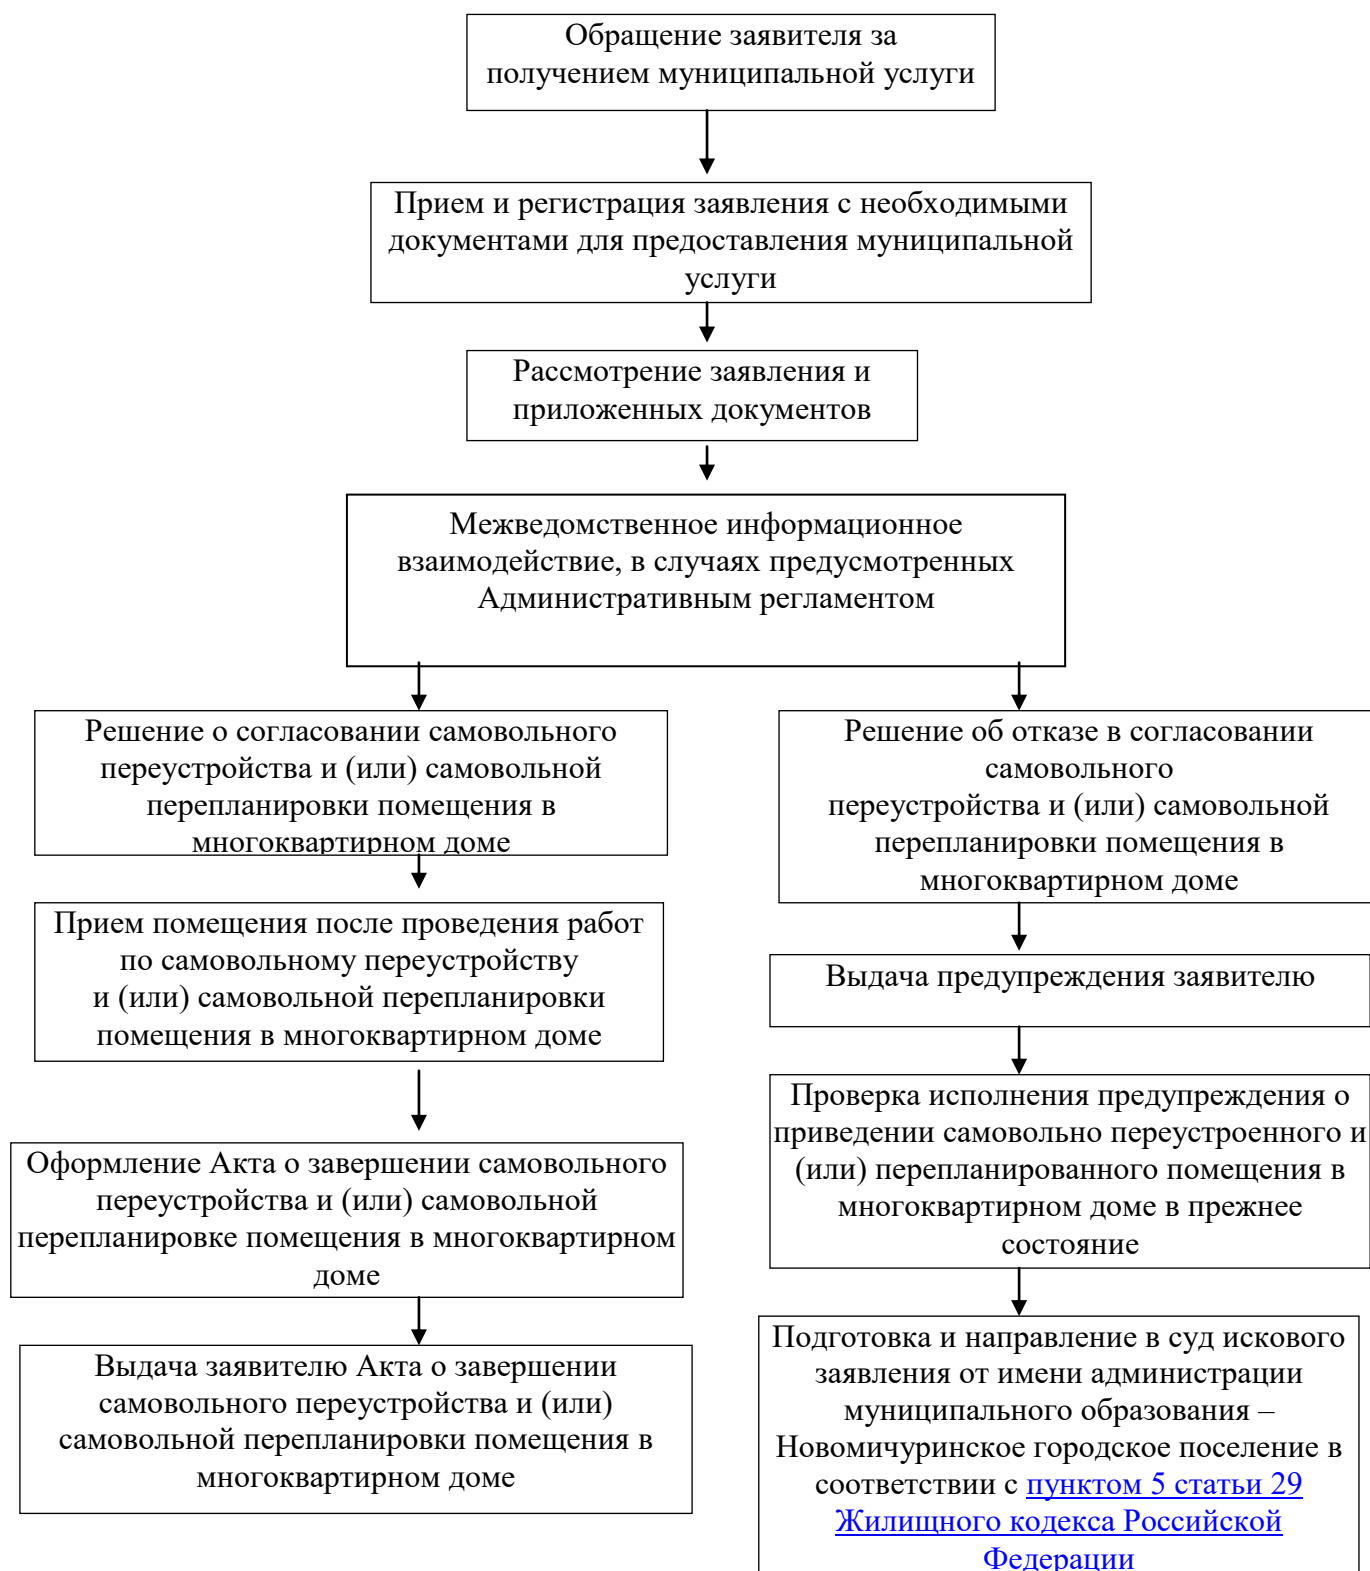 Обращение заявителя за
получением муниципальной услуги
Прием и регистрация заявления с необходимыми
документами для предоставления муниципальной
услуги
Рассмотрение заявления и
приложенных документов
Межведомственное информационное
взаимодействие, в случаях предусмотренных
Административным регламентом
Решение о согласовании самовольного
переустройства и (или) самовольной
перепланировки помещения в
многоквартирном доме
Прием помещения после проведения работ
по самовольному переустройству
и (или) самовольной перепланировки
помещения в многоквартирном доме
Оформление Акта о завершении самовольного
переустройства и (или) самовольной
перепланировке помещения в многоквартирном
доме
Выдача заявителю Акта о завершении
самовольного переустройства и (или)
самовольной перепланировки помещения в
многоквартирном доме
Решение об отказе в согласовании
самовольного
переустройства и (или) самовольной
перепланировки помещения в
многоквартирном доме
Выдача предупреждения заявителю
Проверка исполнения предупреждения о
приведении самовольно переустроенного и
(или) перепланированного помещения в
многоквартирном доме в прежнее
состояние
Подготовка и направление в суд искового
заявления от имени администрации
муниципального образования –
Новомичуринское городское поселение в
соответствии с пунктом 5 статьи 29
Жилищного кодекса Российской
Федерации